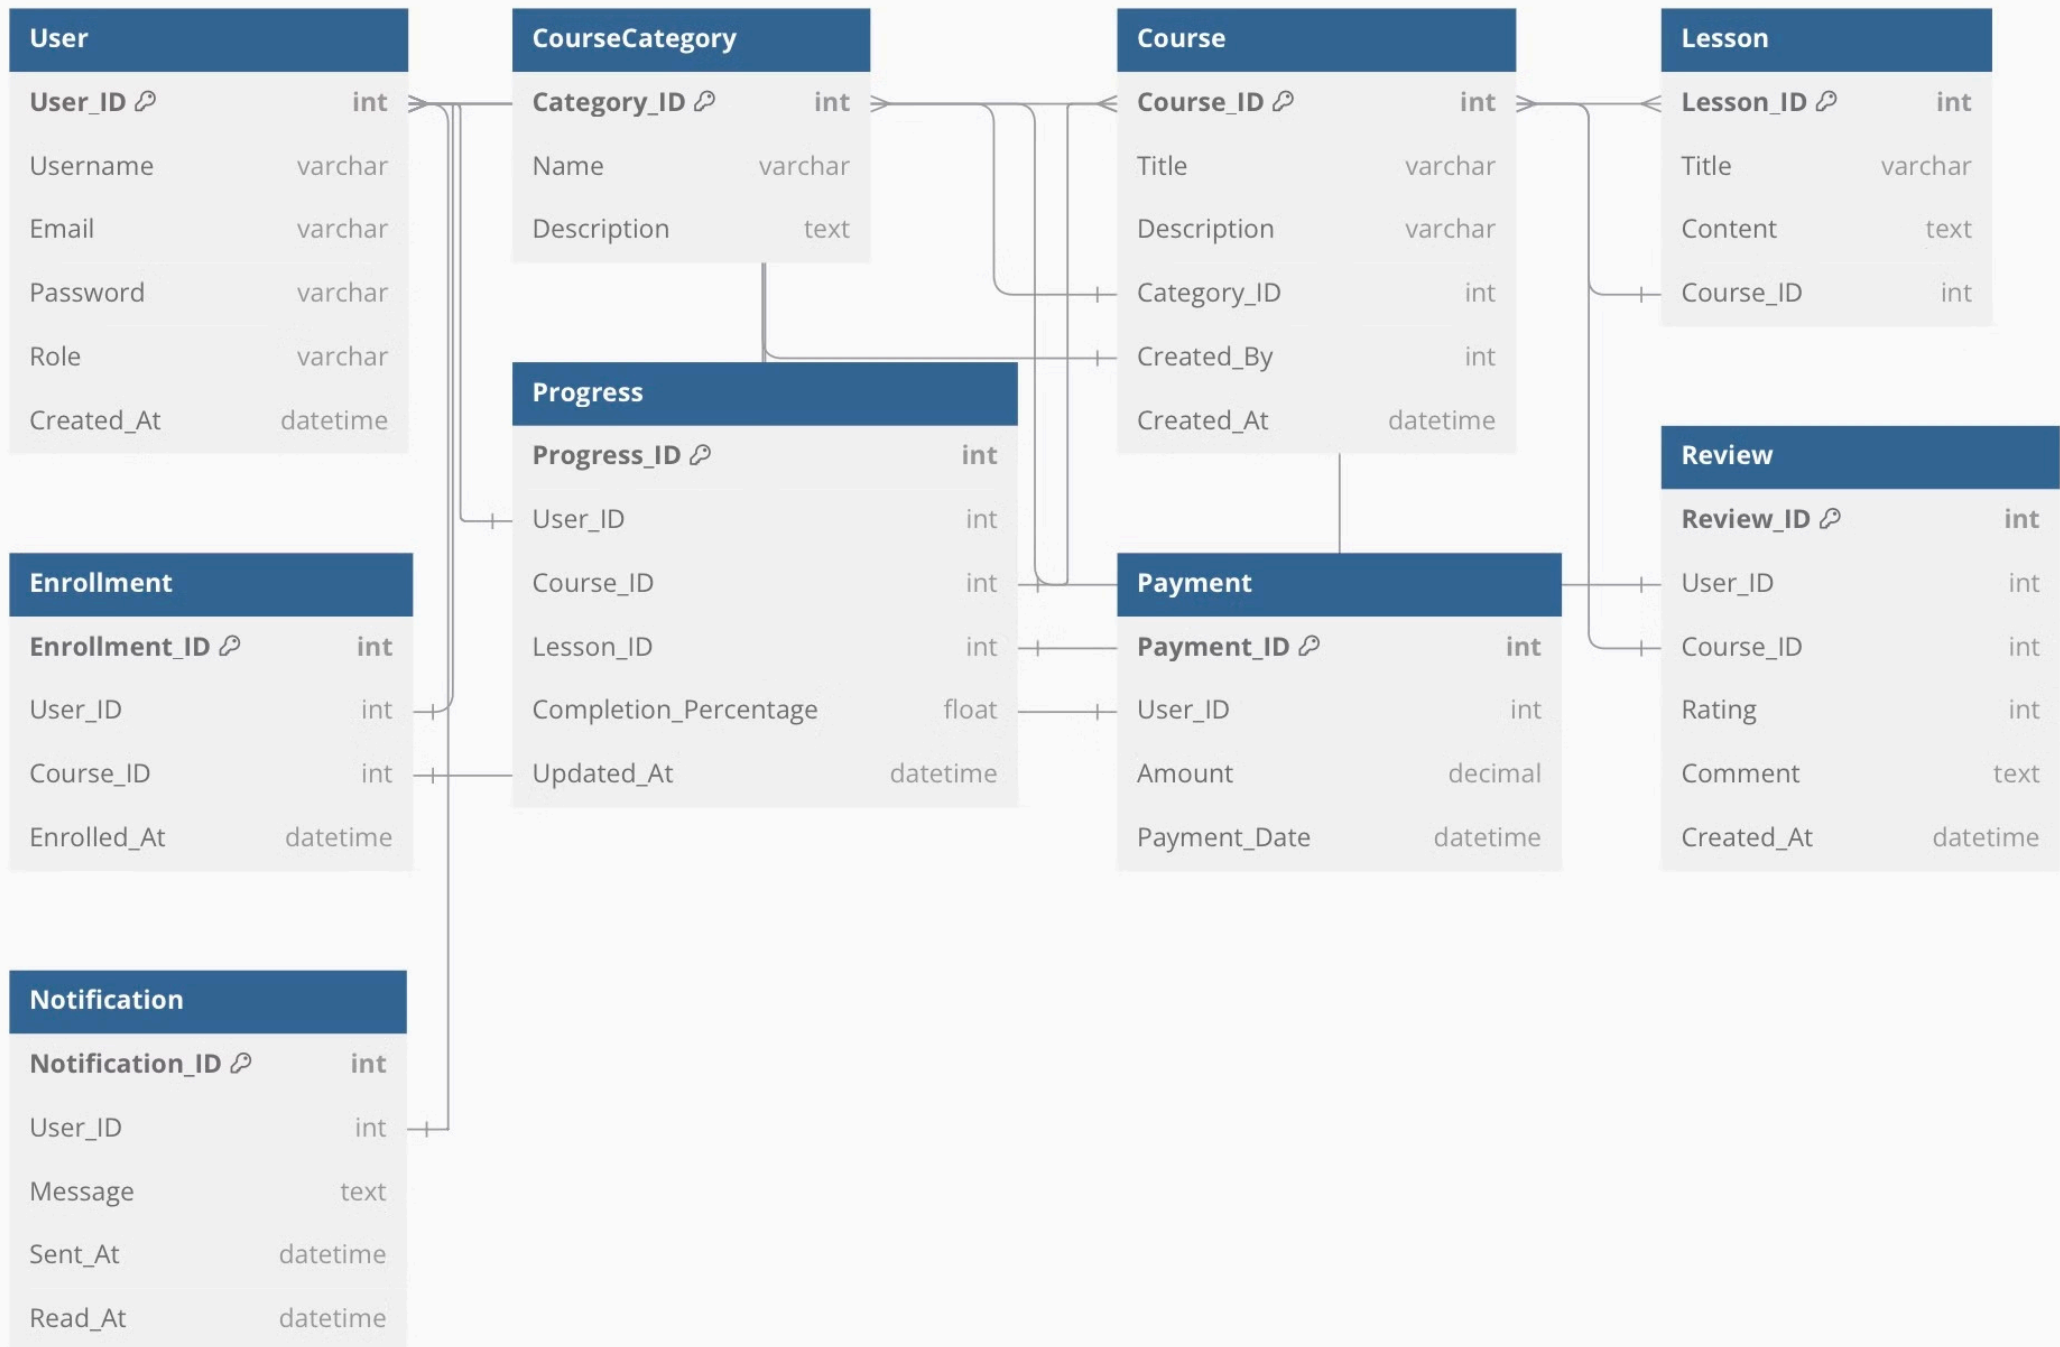 User
User_ID int
Username varchar
Email varchar
Password varchar
Role varchar
Created_At datetime
CourseCategory
Category_ID int
Name varchar
Description text
Course
Course_ID int
Title varchar
Description varchar
Category_ID int
Created_By int
Created_At datetime
Lesson
Lesson_ID int
Title varchar
Content text
Course_ID int
Progress
Progress_ID int
User_ID int
Course_ID int
Lesson_ID int
Completion_Percentage float
Updated_At datetime
Review
Review_ID int
User_ID int
Course_ID int
Rating int
Comment text
Created_At datetime
Enrollment
Enrollment_ID int
User_ID int
Course_ID int
Enrolled_At datetime
Payment
Payment_ID int
User_ID int
Amount decimal
Payment_Date datetime
Notification
Notification_ID int
User_ID int
Message text
Sent_At datetime
Read_At datetime